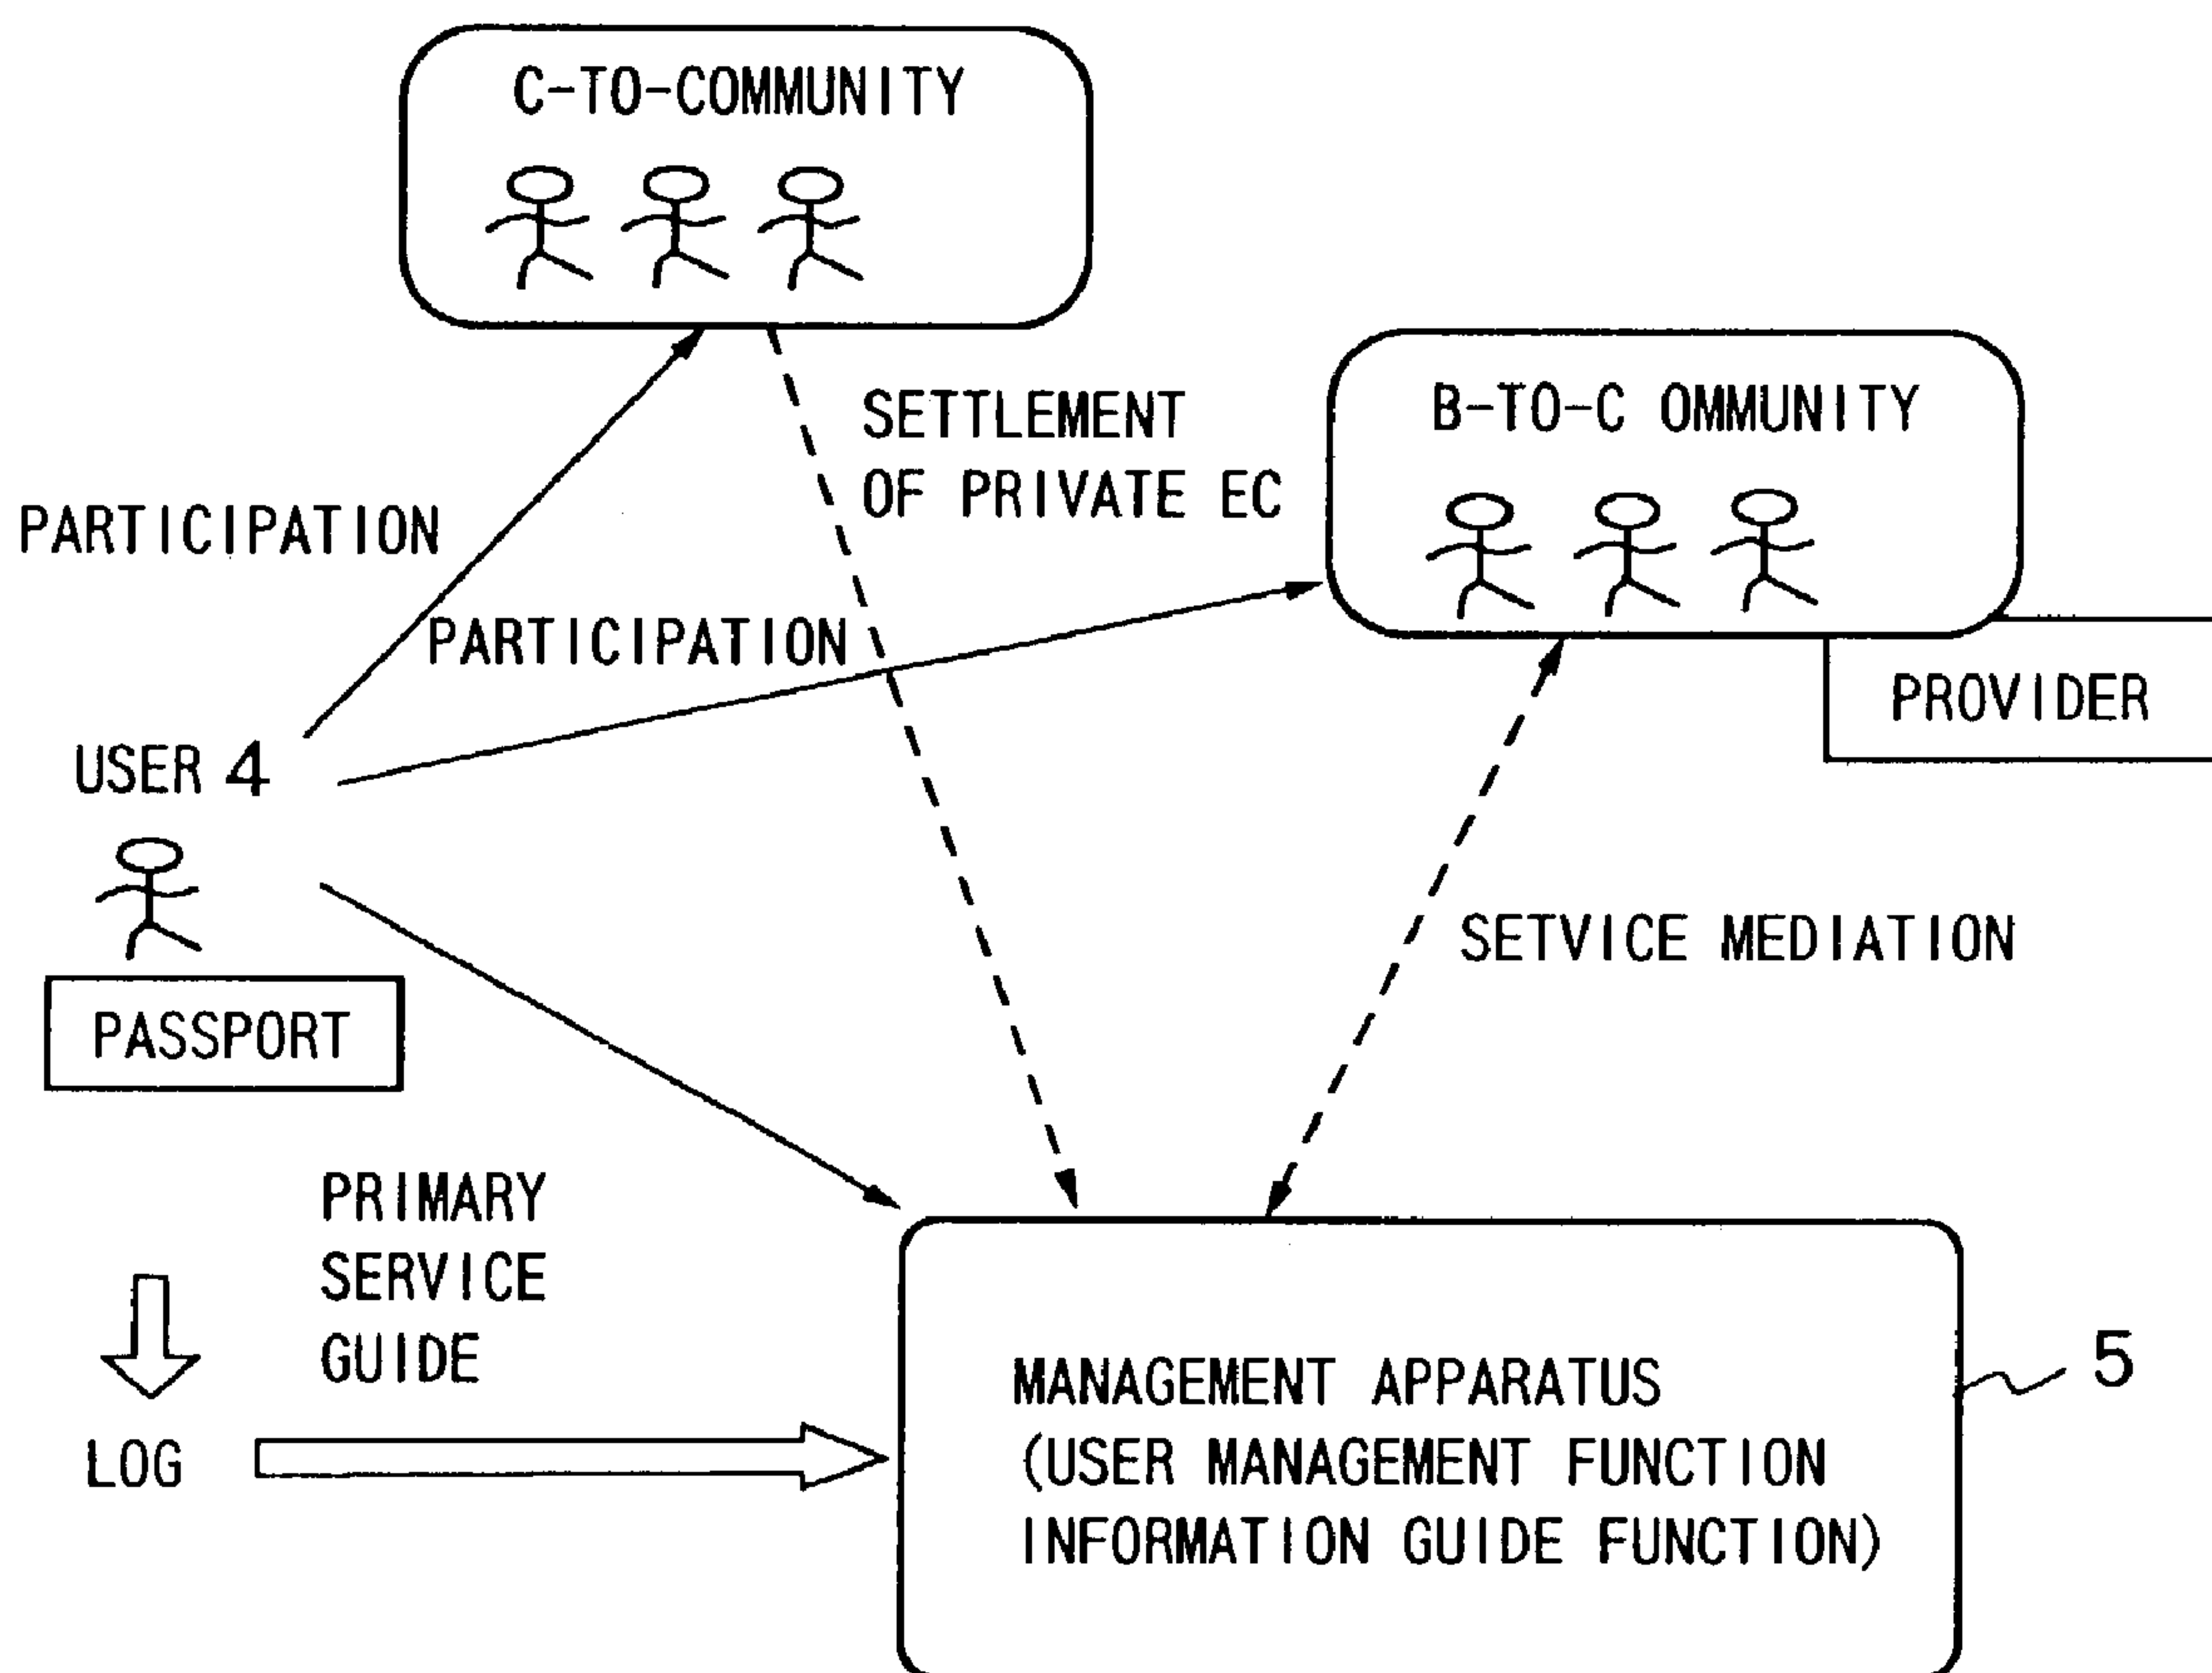 C-TO-COMMUNITY
SETTLEMENT
OF PRIVATE EC
B-TO-C OMMUNITY
PARTICIPATION
PARTICIPATION
PROVIDER
USER 4
SETVICE MEDIATION
PASSPORT
PRIMARY
SERVICE
GUIDE
LOG
MANAGEMENT APPARATUS
(USER MANAGEMENT FUNCTION
INFORMATION GUIDE FUNCTION)
5